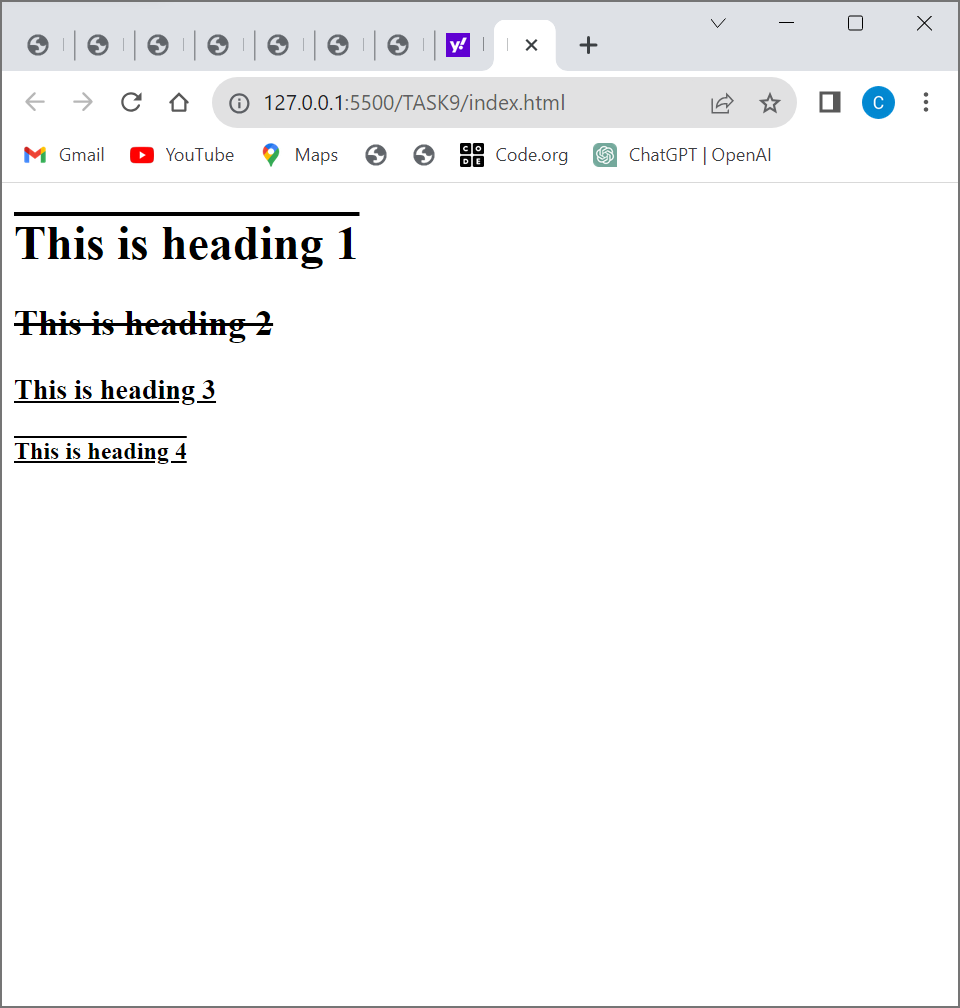 y!
127.0.0.1:5500/TASK9/index.html
C
Gmail YouTube Maps CODE Code.org ChatGPT | OpenAI
This is heading 1
This is heading 2
This is heading 3
This is heading 4